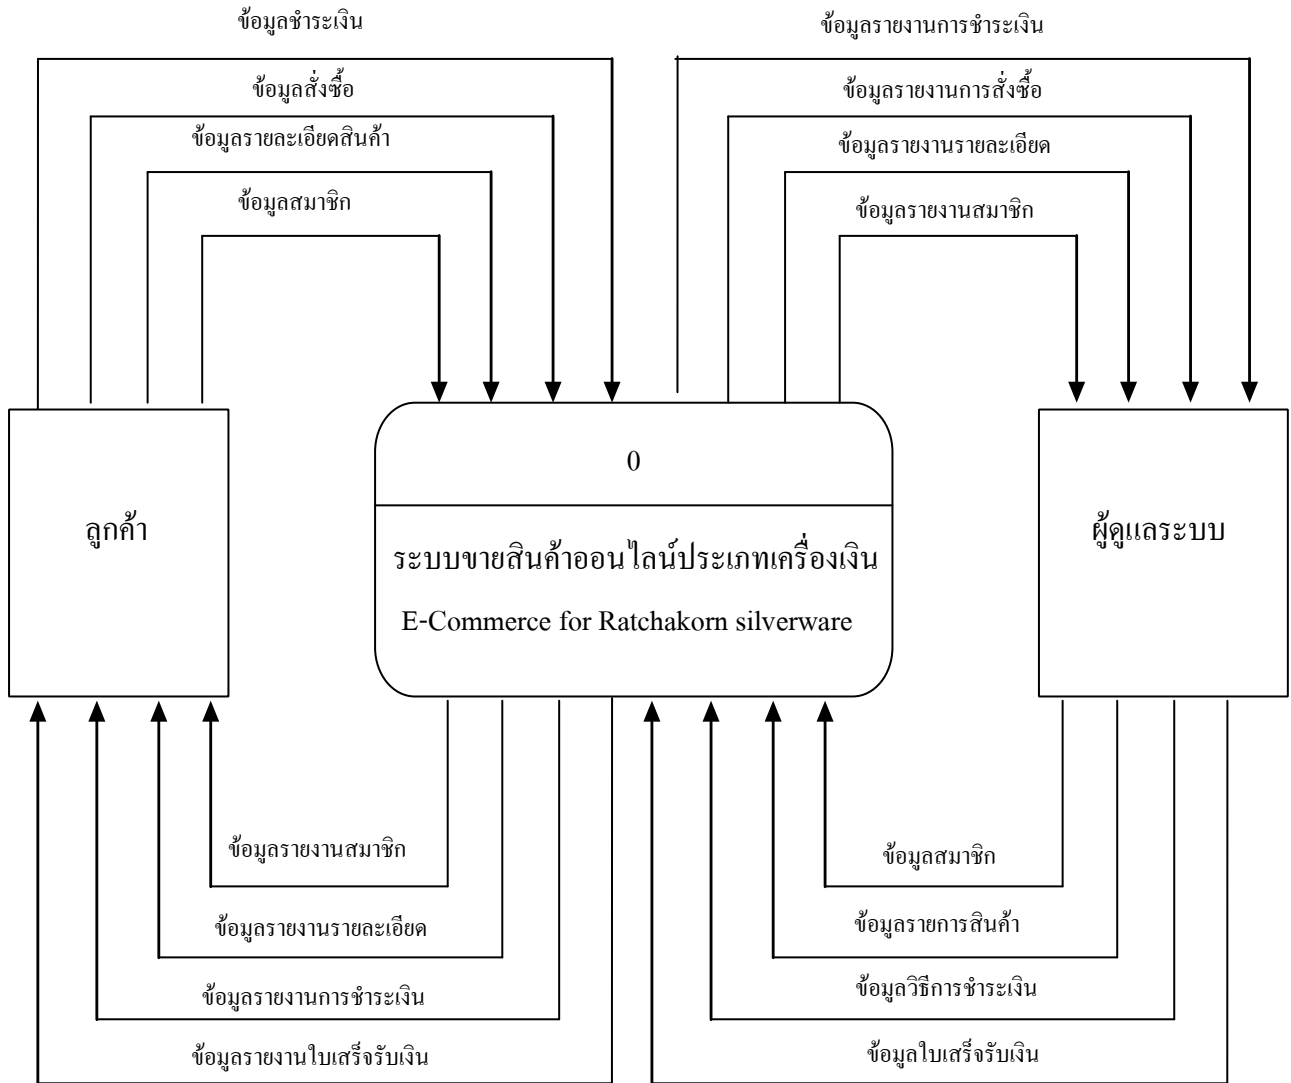 ข้อมูลชำระเงิน
ข้อมูลรายงานการชำระเงิน
ข้อมูลสั่งซื้อ
ข้อมูลรายงานการสั่งซื้อ
ข้อมูลรายละเอียดสินค้า
ข้อมูลรายงานรายละเอียด
ข้อมูลสมาชิก
ข้อมูลรายงานสมาชิก
0
ลูกค้า
ผู้ดูแลระบบ
ระบบขายสินค้าออนไลน์ประเภทเครื่องเงิน
E-Commerce for Ratchakorn silverware
ข้อมูลรายงานสมาชิก
ข้อมูลสมาชิก
ข้อมูลรายงานรายละเอียด
ข้อมูลรายการสินค้า
ข้อมูลรายงานการชำระเงิน
ข้อมูลวิธีการชำระเงิน
ข้อมูลรายงานใบเสร็จรับเงิน
ข้อมูลใบเสร็จรับเงิน